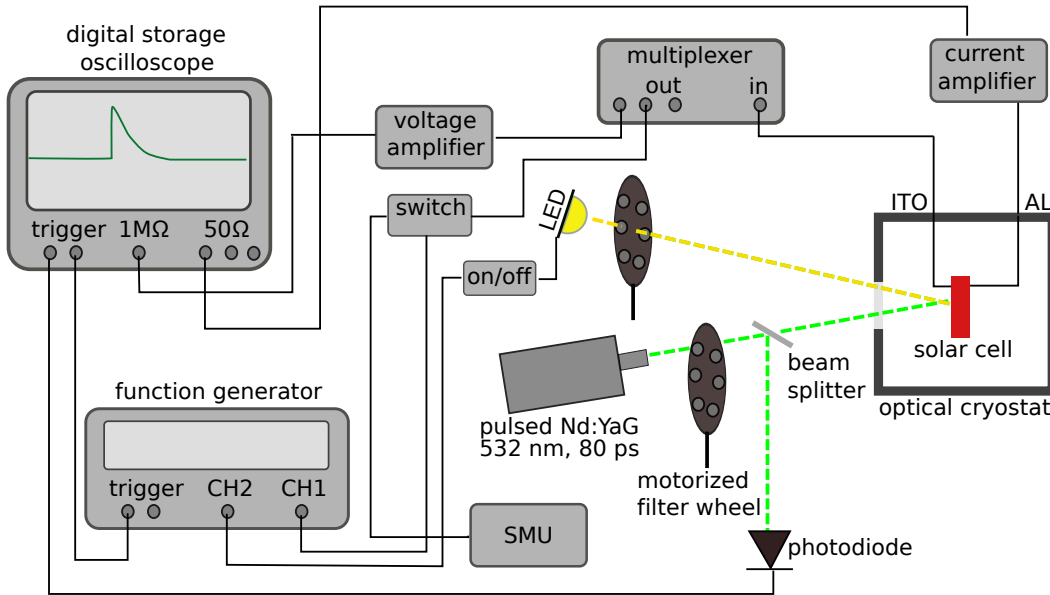 digital storage
oscilloscope
trigger 1MΩ 50Ω
voltage
amplifier
multiplexer
out in
current
amplifier
switch
LED
on/off
ITO AL
solar cell
optical cryostat
beam
splitter
pulsed Nd:YaG
532 nm, 80 ps
motorized
filter wheel
photodiode
function generator
trigger CH2 CH1
SMU